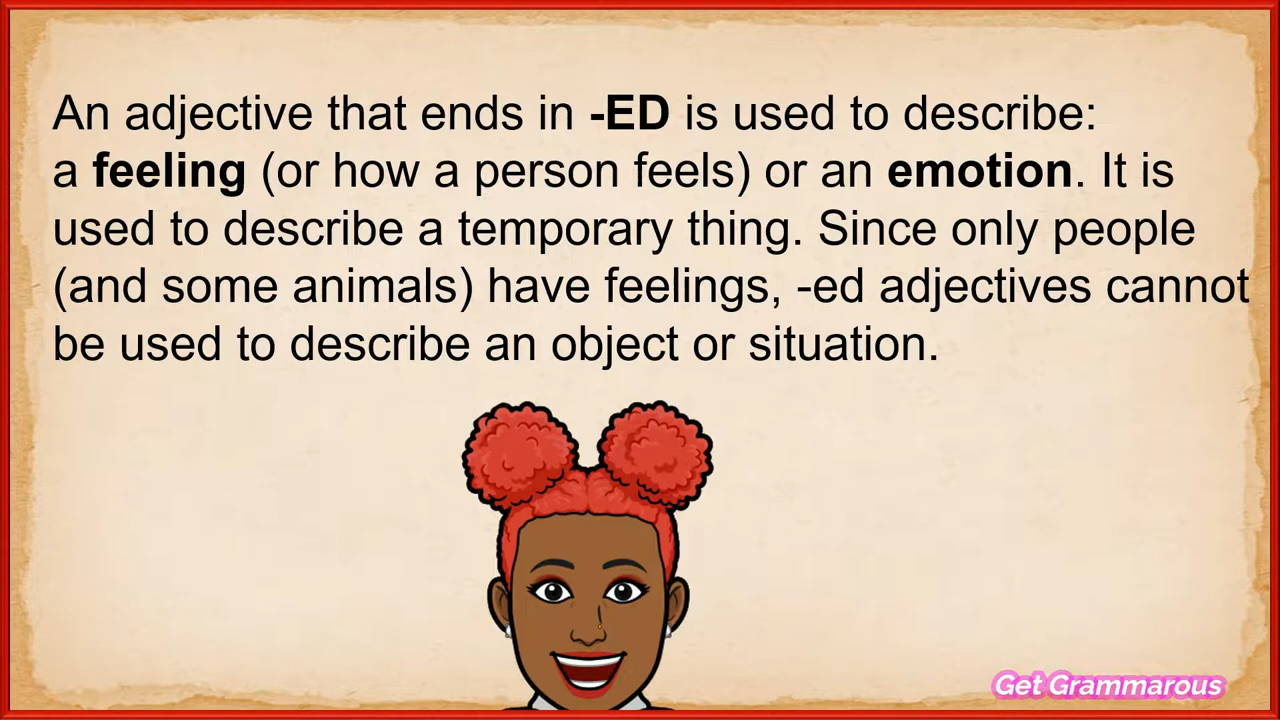 An adjective that ends in -ED is used to describe:
a feeling (or how a person feels) or an emotion. It is
used to describe a temporary thing. Since only people
(and some animals) have feelings, -ed adjectives cannot
be used to describe an object or situation.
Get Grammarous